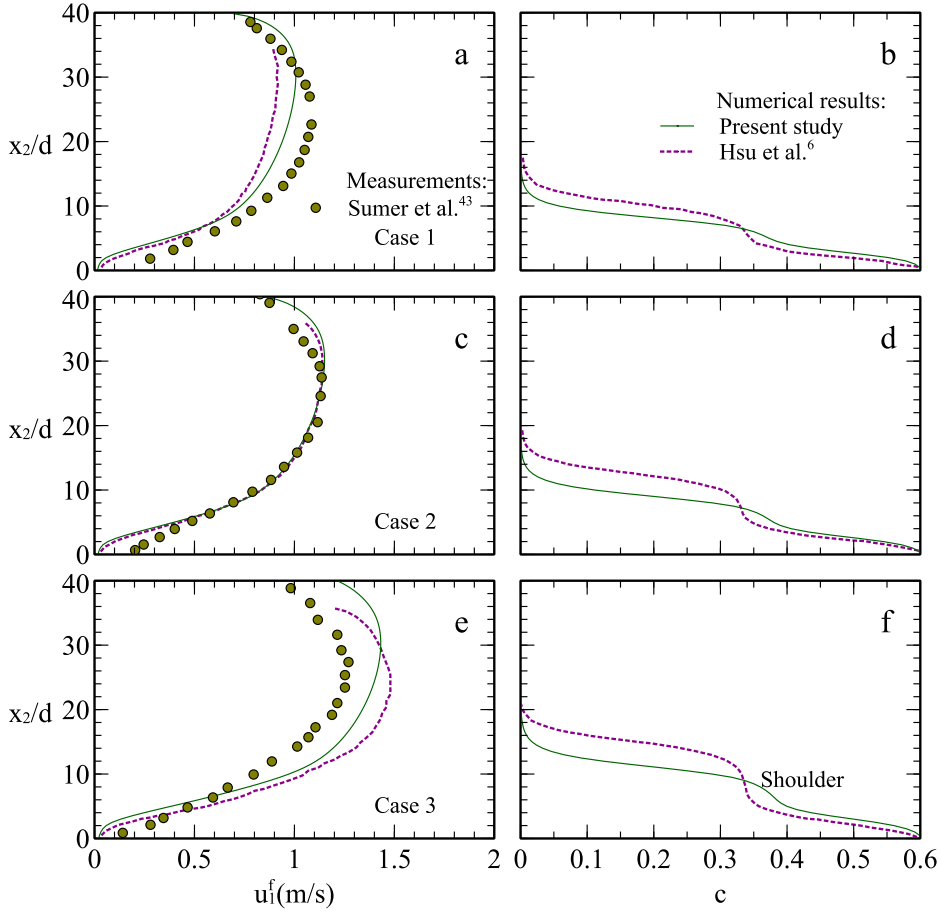 40
30
x₂/d
20
10
0
a
Measurements:
Sumer et al.⁴³
Case 1
b
Numerical results:
Present study
Hsu et al.⁶
40
30
x₂/d
20
10
0
c
Case 2
d
40
30
x₂/d
20
10
0
e
Case 3
f
Shoulder
0 0.5 1 1.5 2
u₁ᶠ(m/s)
0 0.1 0.2 0.3 0.4 0.5 0.6
c